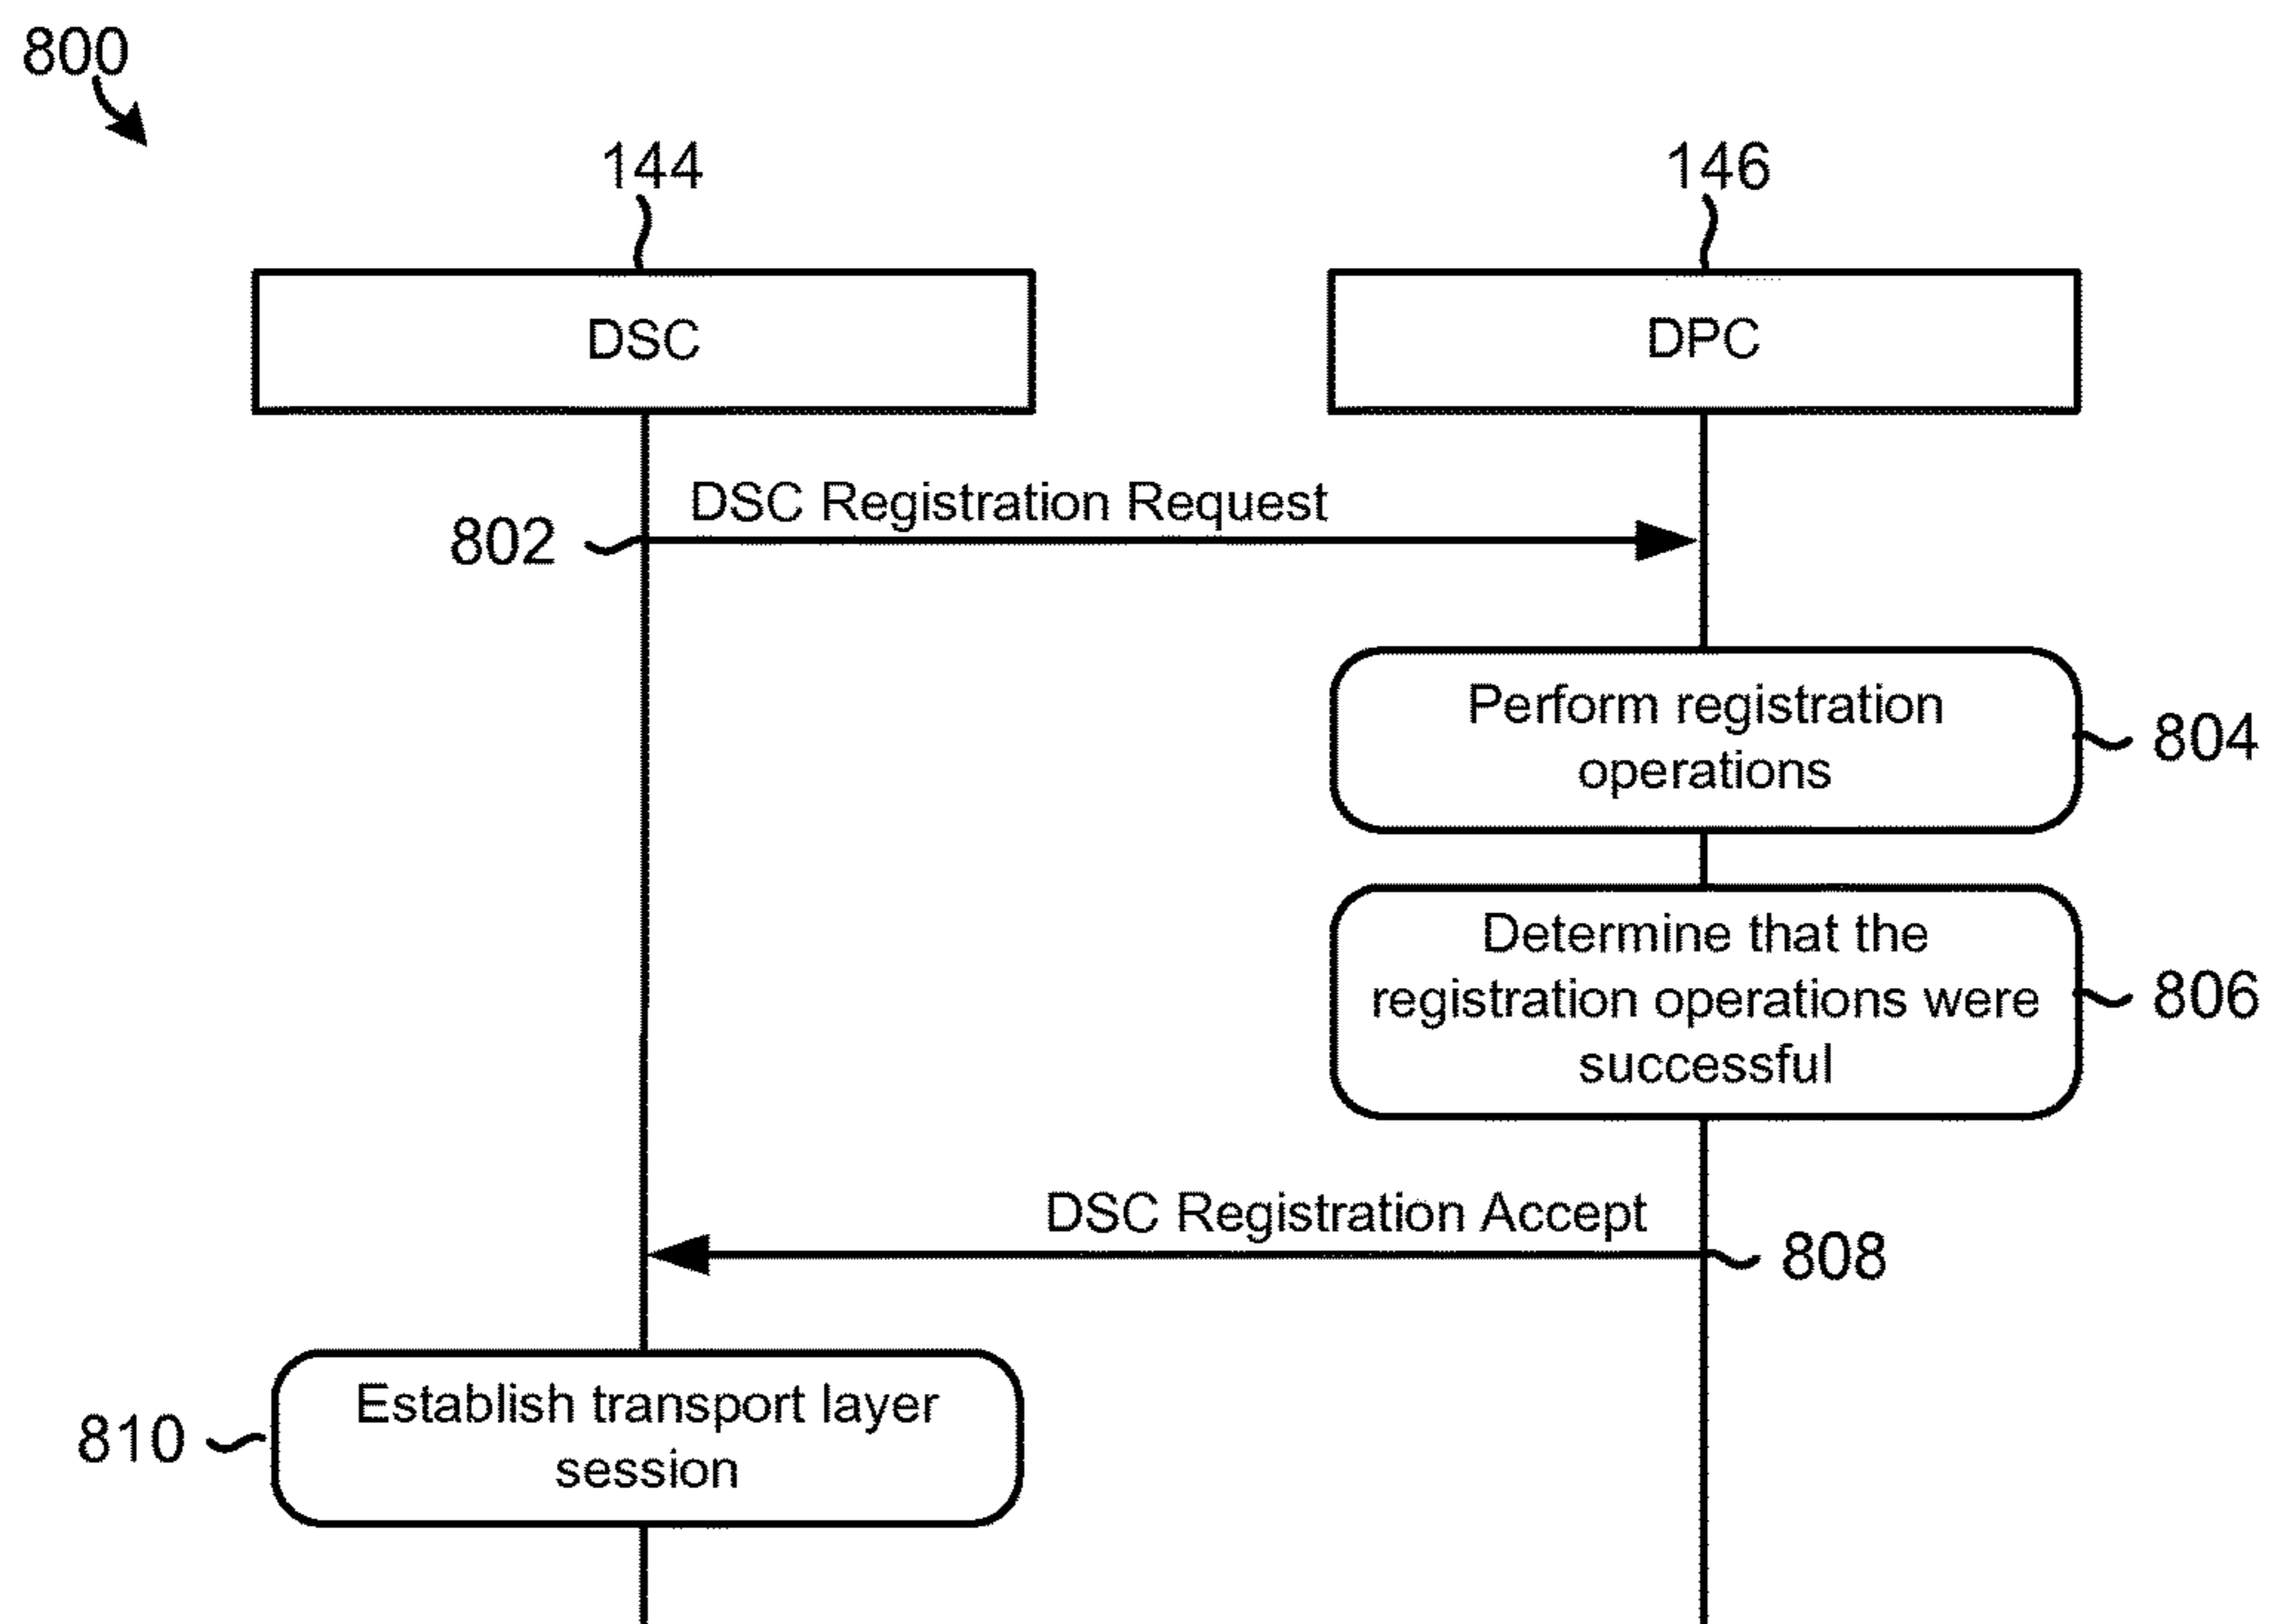 800
144
146
DSC
DPC
DSC Registration Request
802
Perform registration
operations
804
Determine that the
registration operations were
successful
806
DSC Registration Accept
808
Establish transport layer
session
810